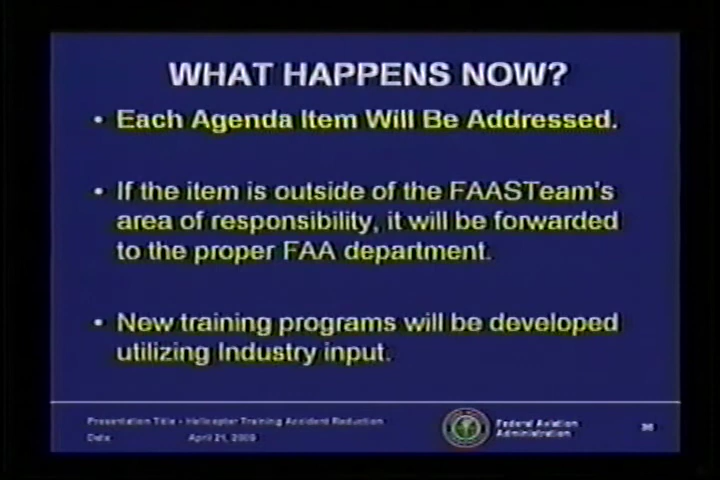 WHAT HAPPENS NOW?
• Each Agenda Item Will Be Addressed.
• If the item is outside of the FAASTeam's
area of responsibility, it will be forwarded
to the proper FAA department.
• New training programs will be developed
utilizing Industry input.
Presentation Title - Helicopter Training Accident Reduction
Date
April 21, 2009
Federal Aviation
Administration